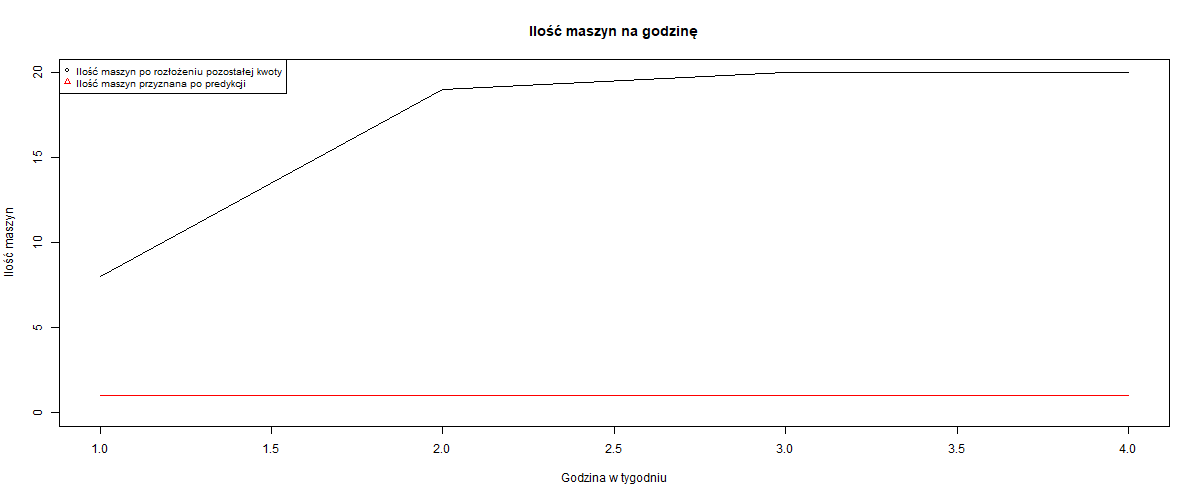 Ilość maszyn na godzinę
Ilość maszyn po rozłożeniu pozostałej kwoty
Ilość maszyn przyznana po predykcji
Ilość maszyn
20
15
10
5
0
1.0 1.5 2.0 2.5 3.0 3.5 4.0
Godzina w tygodniu